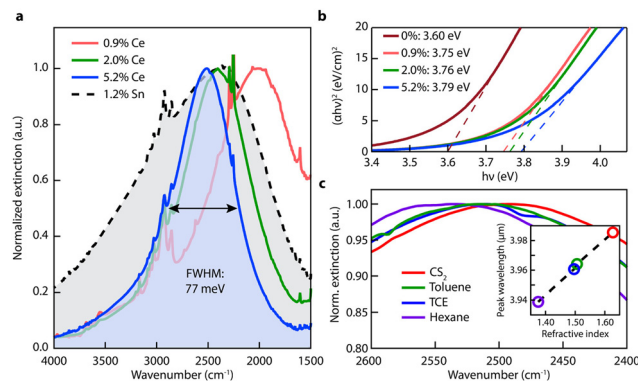 a
0.9% Ce
2.0% Ce
5.2% Ce
1.2% Sn
Normalized extinction (a.u.)
1.0
0.8
0.6
0.4
0.2
0.0
FWHM:
77 meV
4000 3500 3000 2500 2000 1500
Wavenumber (cm⁻¹)
b
(αhν)² (eV/cm)²
20
15
10
5
0
0%: 3.60 eV
0.9%: 3.75 eV
2.0%: 3.76 eV
5.2%: 3.79 eV
3.4 3.5 3.6 3.7 3.8 3.9 4.0
hν (eV)
c
Norm. extinction (a.u.)
1.00
0.95
0.90
0.85
0.80
CS₂
Toluene
TCE
Hexane
Peak wavelength (μm)
3.98
3.96
3.94
1.40 1.50 1.60
Refractive index
2600 2550 2500 2450 2400
Wavenumber (cm⁻¹)